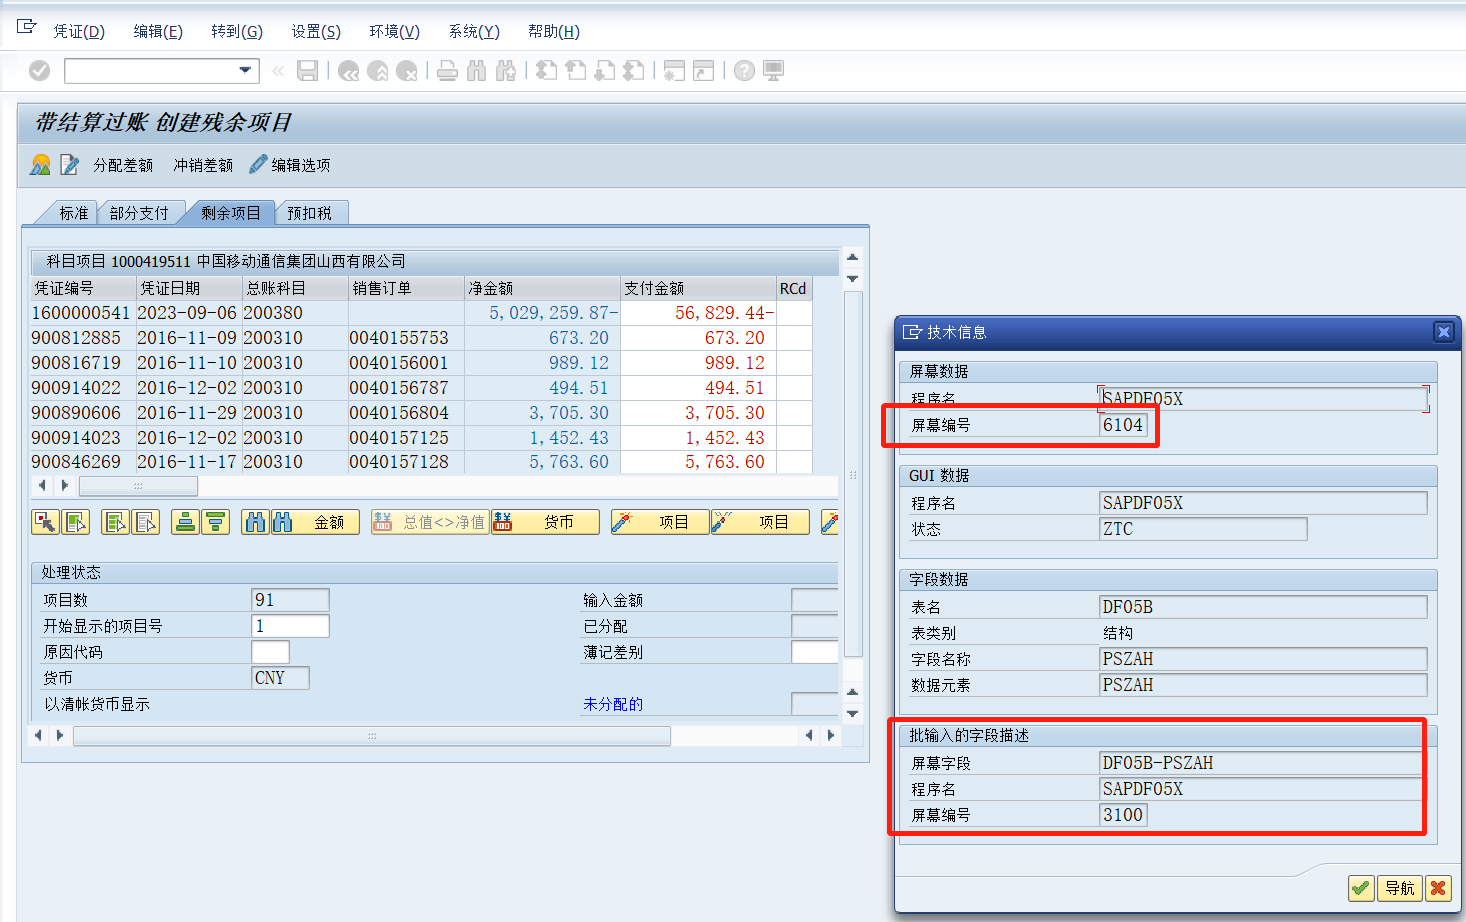 凭证(D) 编辑(E) 转到(G) 设置(S) 环境(V) 系统(Y) 帮助(H)
带结算过账 创建残余项目
分配差额 冲销差额 编辑选项
标准 部分支付 剩余项目 预扣税
科目项目 1000419511 中国移动通信集团山西有限公司
凭证编号 凭证日期 总账科目 销售订单 净金额 支付金额 RCd
1600000541 2023-09-06 200380 5,029,259.87- 56,829.44-
900812885 2016-11-09 200310 0040155753 673.20 673.20
900816719 2016-11-10 200310 0040156001 989.12 989.12
900914022 2016-12-02 200310 0040156787 494.51 494.51
900890606 2016-11-29 200310 0040156804 3,705.30 3,705.30
900914023 2016-12-02 200310 0040157125 1,452.43 1,452.43
900846269 2016-11-17 200310 0040157128 5,763.60 5,763.60
金额 总值<>净值 货币 项目 项目
处理状态
项目数 91 输入金额
开始显示的项目号 1 已分配
原因代码 薄记差别
货币 CNY
以清帐货币显示 未分配的
技术信息
屏幕数据
程序名 SAPDF05X
屏幕编号 6104
GUI 数据
程序名 SAPDF05X
状态 ZTC
字段数据
表名 DF05B
表类别 结构
字段名称 PSZAH
数据元素 PSZAH
批输入的字段描述
屏幕字段 DF05B-PSZAH
程序名 SAPDF05X
屏幕编号 3100
导航